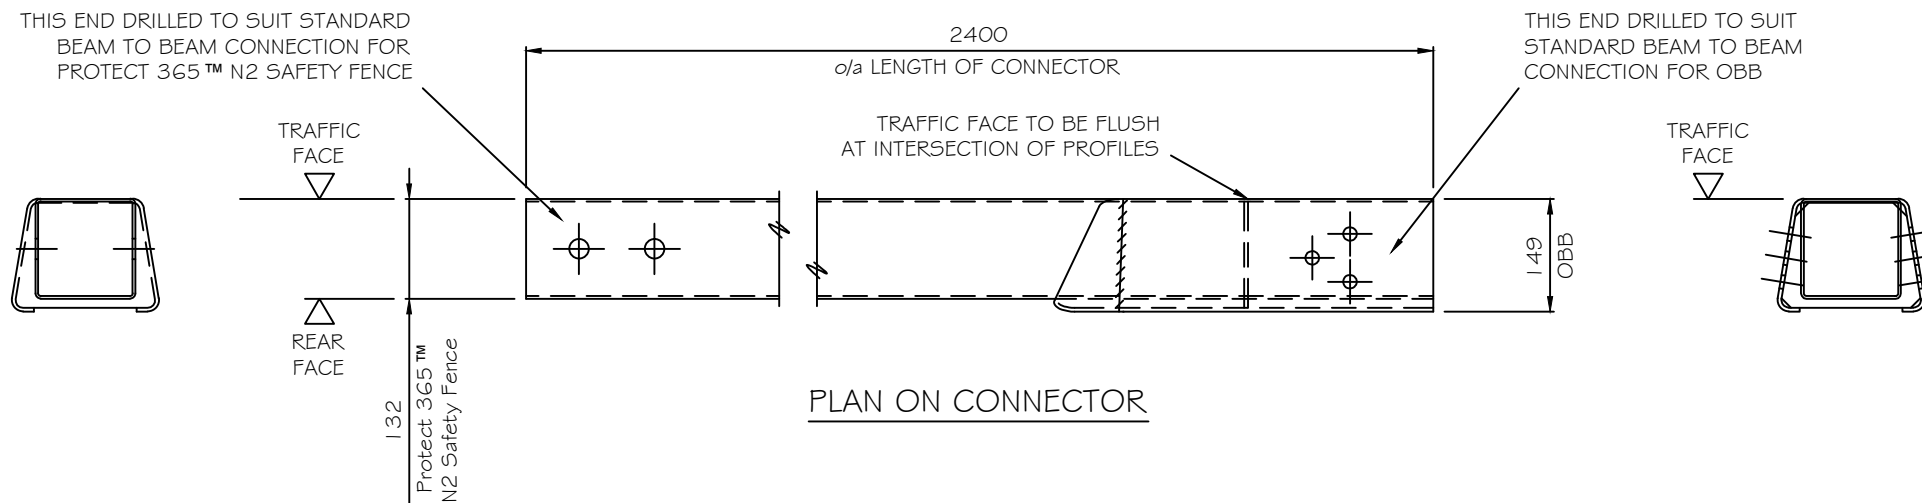 THIS END DRILLED TO SUIT STANDARD
BEAM TO BEAM CONNECTION FOR
PROTECT 365™ N2 SAFETY FENCE
2400
o/a LENGTH OF CONNECTOR
THIS END DRILLED TO SUIT
STANDARD BEAM TO BEAM
CONNECTION FOR OBB
TRAFFIC
FACE
TRAFFIC FACE TO BE FLUSH
AT INTERSECTION OF PROFILES
TRAFFIC
FACE
149
OBB
REAR
FACE
132
Protect 365™
N2 Safety Fence
PLAN ON CONNECTOR